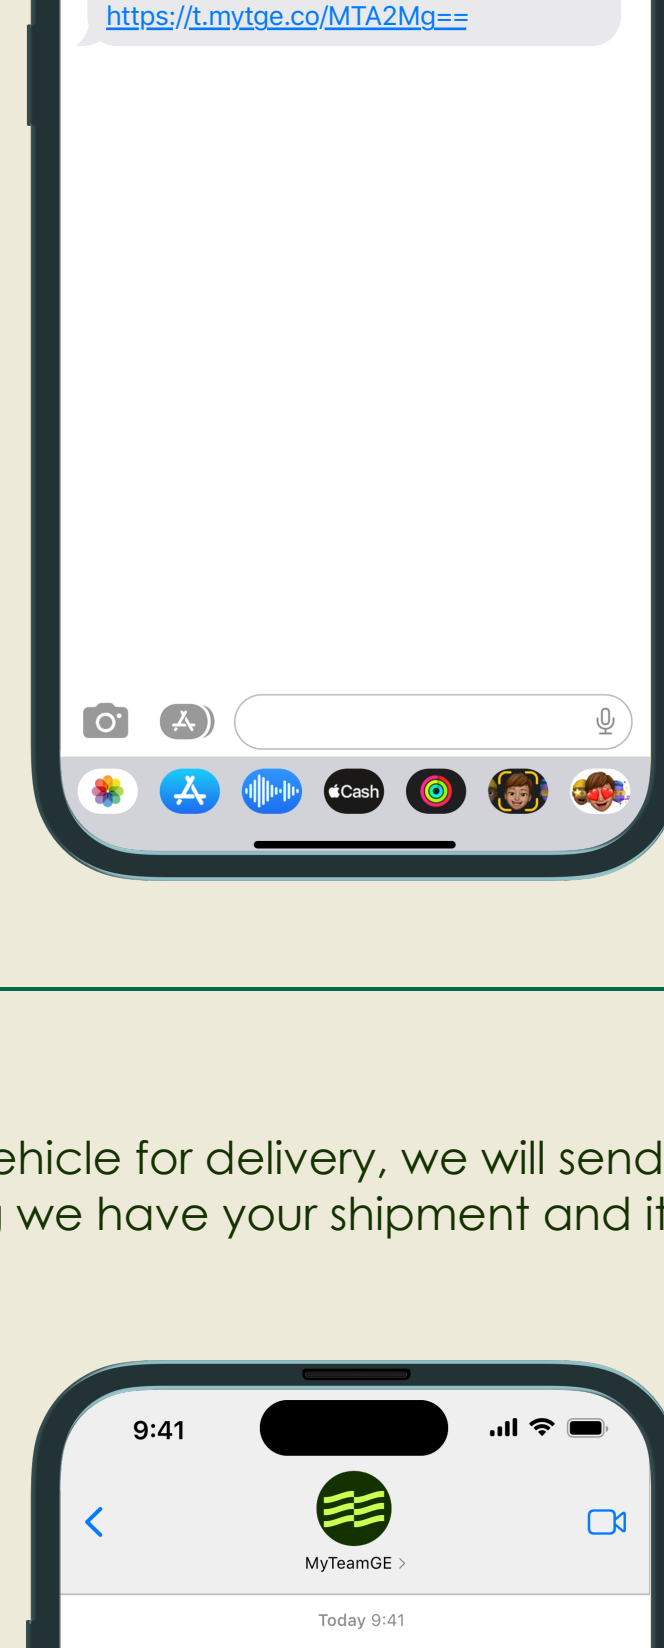 https://t.mytge.co/MTA2Mg==
Cash
vehicle for delivery, we will send
we have your shipment and it
9:41
MyTeamGE >
Today 9:41